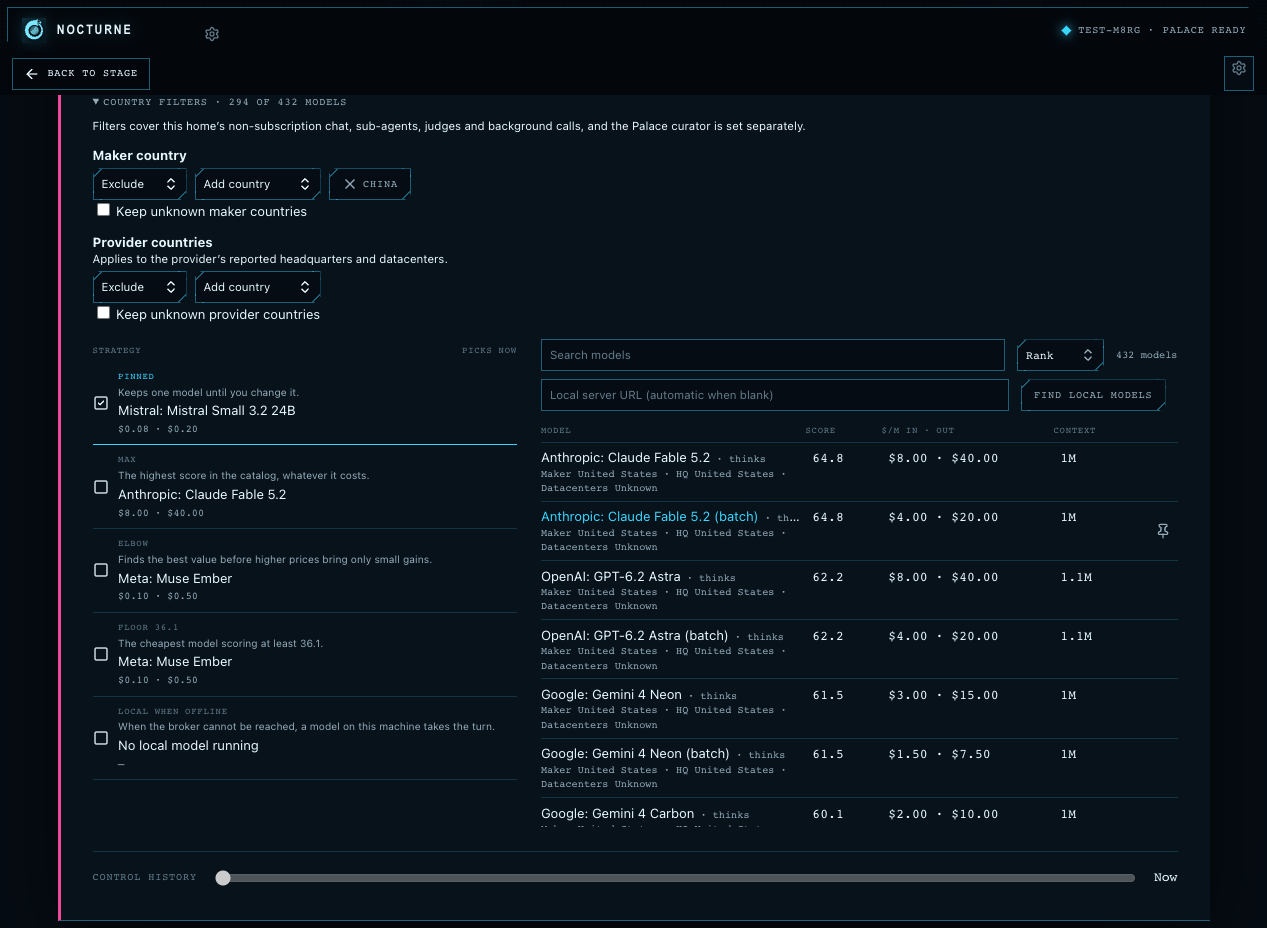 NOCTURNE
TEST-M8RG · PALACE READY
BACK TO STAGE
COUNTRY FILTERS · 294 OF 432 MODELS
Filters cover this home's non-subscription chat, sub-agents, judges and background calls, and the Palace curator is set separately.
Maker country
Exclude
Add country
CHINA
Keep unknown maker countries
Provider countries
Applies to the provider's reported headquarters and datacenters.
Exclude
Add country
Keep unknown provider countries
STRATEGY
PICKS NOW
PINNED
Keeps one model until you change it.
Mistral: Mistral Small 3.2 24B
$0.08 · $0.20
MAX
The highest score in the catalog, whatever it costs.
Anthropic: Claude Fable 5.2
$8.00 · $40.00
ELBOW
Finds the best value before higher prices bring only small gains.
Meta: Muse Ember
$0.10 · $0.50
FLOOR 36.1
The cheapest model scoring at least 36.1.
Meta: Muse Ember
$0.10 · $0.50
LOCAL WHEN OFFLINE
When the broker cannot be reached, a model on this machine takes the turn.
No local model running
—
Search models
Rank
432 models
Local server URL (automatic when blank)
FIND LOCAL MODELS
MODEL SCORE $/M IN · OUT CONTEXT
Anthropic: Claude Fable 5.2 · thinks 64.8 $8.00 · $40.00 1M
Maker United States · HQ United States ·
Datacenters Unknown
Anthropic: Claude Fable 5.2 (batch) · th... 64.8 $4.00 · $20.00 1M
Maker United States · HQ United States ·
Datacenters Unknown
OpenAI: GPT-6.2 Astra · thinks 62.2 $8.00 · $40.00 1.1M
Maker United States · HQ United States ·
Datacenters Unknown
OpenAI: GPT-6.2 Astra (batch) · thinks 62.2 $4.00 · $20.00 1.1M
Maker United States · HQ United States ·
Datacenters Unknown
Google: Gemini 4 Neon · thinks 61.5 $3.00 · $15.00 1M
Maker United States · HQ United States ·
Datacenters Unknown
Google: Gemini 4 Neon (batch) · thinks 61.5 $1.50 · $7.50 1M
Maker United States · HQ United States ·
Datacenters Unknown
Google: Gemini 4 Carbon · thinks 60.1 $2.00 · $10.00 1M
CONTROL HISTORY
Now